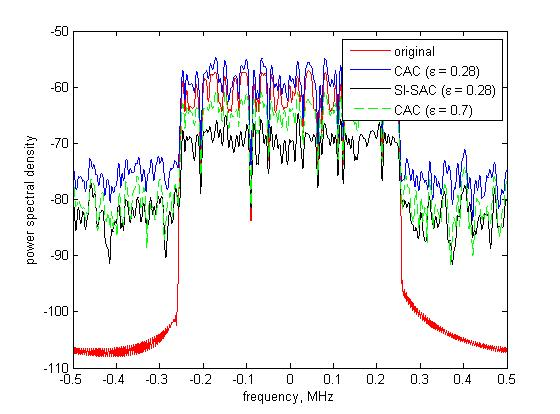 -50
-60
-70
-80
-90
-100
-110
power spectral density
original
CAC (ε = 0.28)
SI-SAC (ε = 0.28)
CAC (ε = 0.7)
-0.5 -0.4 -0.3 -0.2 -0.1 0 0.1 0.2 0.3 0.4 0.5
frequency, MHz